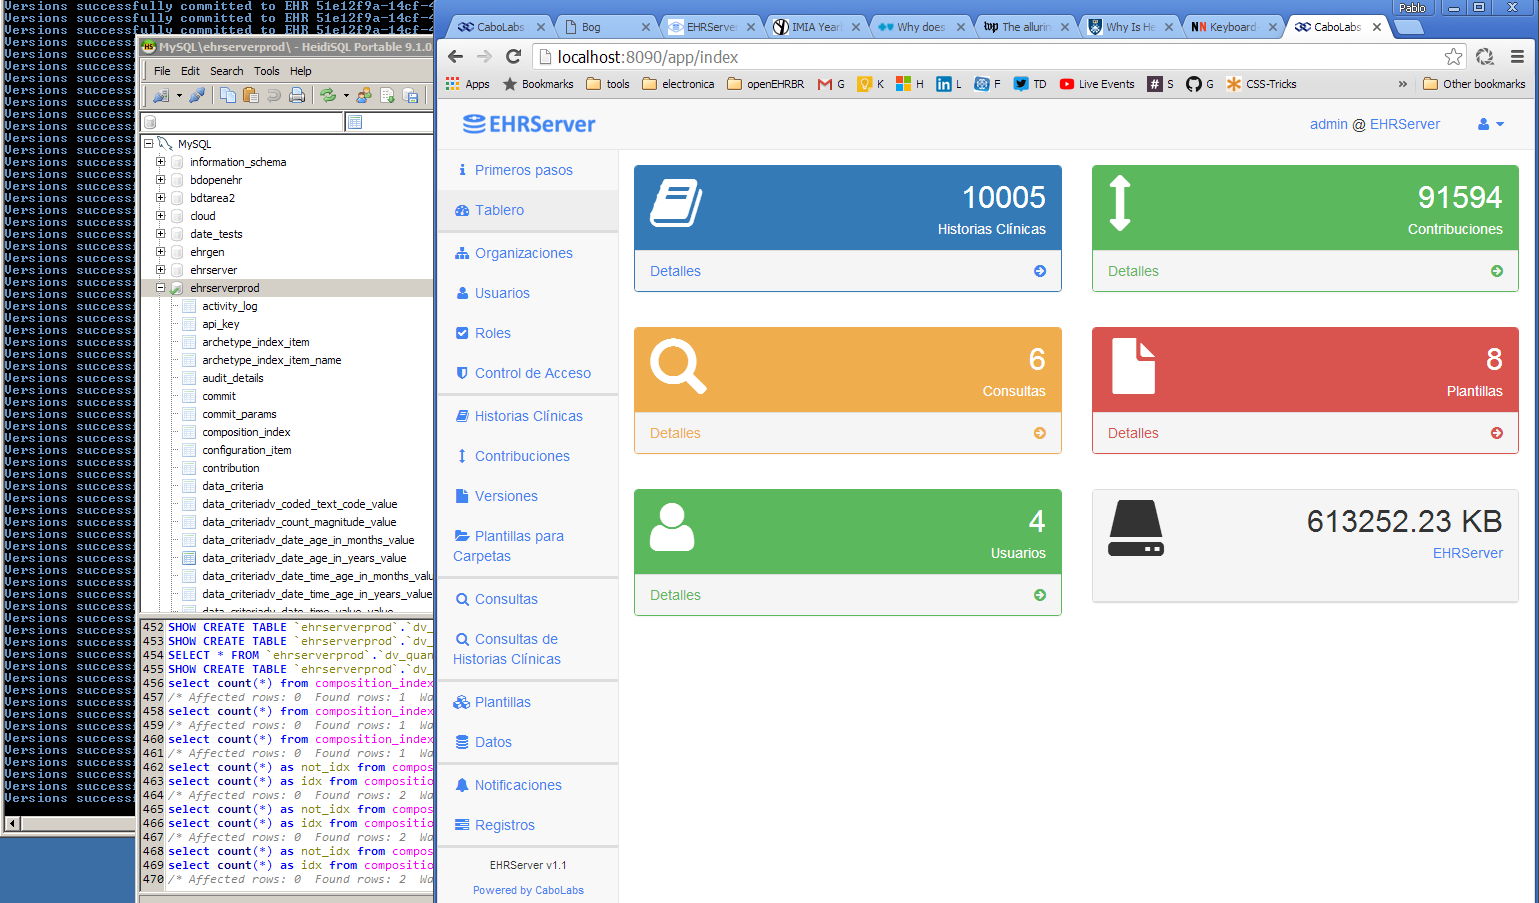 Versions successfully committed to EHR 51e12f9a-14cf-4
Versions successfully committed to EHR 51e12f9a-14cf-4
Versions successfully committed to EHR 51e12f9a-14cf-4
MySQL\ehrserverprod\ - HeidiSQL Portable 9.1.0.
File Edit Search Tools Help
MySQL
information_schema
bdopenehr
bdtarea2
cloud
date_tests
ehrgen
ehrserver
ehrserverprod
activity_log
api_key
archetype_index_item
archetype_index_item_name
audit_details
commit
commit_params
composition_index
configuration_item
contribution
data_criteria
data_criteriadv_coded_text_code_value
data_criteriadv_count_magnitude_value
data_criteriadv_date_age_in_months_value
data_criteriadv_date_age_in_years_value
data_criteriadv_date_time_age_in_months_valu
data_criteriadv_date_time_age_in_years_value
data_criteriadv_date_time_value_value
452 SHOW CREATE TABLE `ehrserverprod`.`dv_
453 SHOW CREATE TABLE `ehrserverprod`.`dv_
454 SELECT * FROM `ehrserverprod`.`dv_quan
455 SHOW CREATE TABLE `ehrserverprod`.`dv_
456 select count(*) from composition_index
457 /* Affected rows: 0 Found rows: 1 Wa
458 select count(*) from composition_index
459 /* Affected rows: 0 Found rows: 1 Wa
460 select count(*) from composition_index
461 /* Affected rows: 0 Found rows: 1 Wa
462 select count(*) as not_idx from compos
463 select count(*) as idx from compositio
464 /* Affected rows: 0 Found rows: 2 Wa
465 select count(*) as not_idx from compos
466 select count(*) as idx from compositio
467 /* Affected rows: 0 Found rows: 2 Wa
468 select count(*) as not_idx from compos
469 select count(*) as idx from compositio
470 /* Affected rows: 0 Found rows: 2 Wa
Pablo
CaboLabs Bog EHRServer IMIA Year Why does The allurin Why Is He Keyboard CaboLabs
localhost:8090/app/index
Apps Bookmarks tools electronica openEHRBR G K H L F TD Live Events S G CSS-Tricks » Other bookmarks
EHRServer
admin @ EHRServer
Primeros pasos
Tablero
Organizaciones
Usuarios
Roles
Control de Acceso
Historias Clínicas
Contribuciones
Versiones
Plantillas para
Carpetas
Consultas
Consultas de
Historias Clínicas
Plantillas
Datos
Notificaciones
Registros
EHRServer v1.1
Powered by CaboLabs
10005
Historias Clínicas
Detalles
91594
Contribuciones
Detalles
6
Consultas
Detalles
8
Plantillas
Detalles
4
Usuarios
Detalles
613252.23 KB
EHRServer